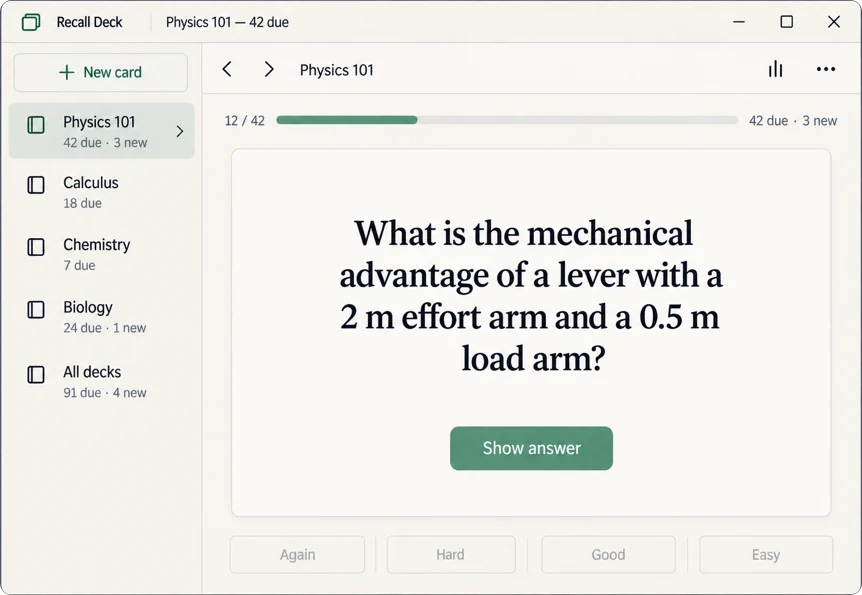 Recall Deck
Physics 101 — 42 due
New card
Physics 101
42 due · 3 new
Calculus
18 due
Chemistry
7 due
Biology
24 due · 1 new
All decks
91 due · 4 new
Physics 101
12 / 42
42 due · 3 new
What is the mechanical
advantage of a lever with a
2 m effort arm and a 0.5 m
load arm?
Show answer
Again
Hard
Good
Easy